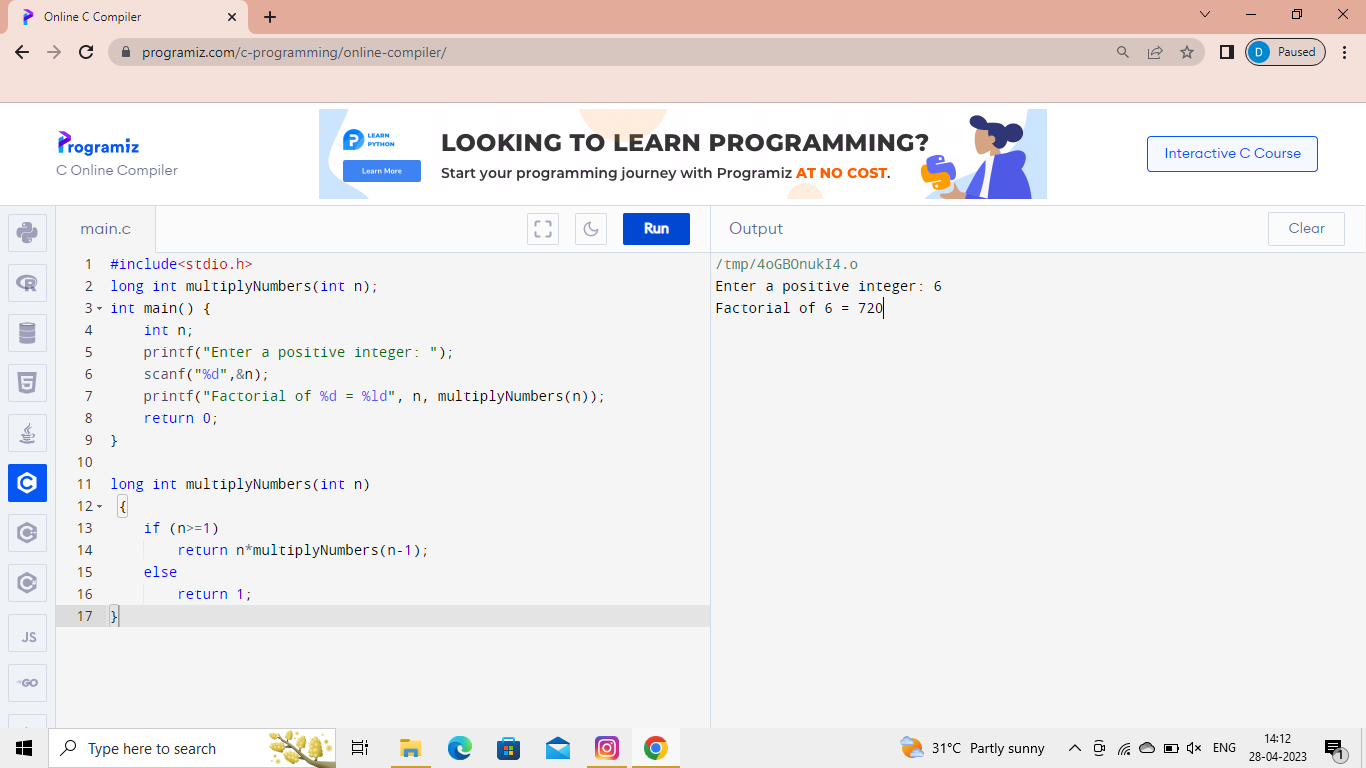 Online C Compiler
programiz.com/c-programming/online-compiler/
D Paused
Programiz
C Online Compiler
LEARN
PYTHON
Learn More
LOOKING TO LEARN PROGRAMMING?
Start your programming journey with Programiz AT NO COST.
Interactive C Course
main.c
Run
Output
Clear
1 #include<stdio.h>
2 long int multiplyNumbers(int n);
3 int main() {
4     int n;
5     printf("Enter a positive integer: ");
6     scanf("%d",&n);
7     printf("Factorial of %d = %ld", n, multiplyNumbers(n));
8     return 0;
9 }
10
11 long int multiplyNumbers(int n)
12  {
13     if (n>=1)
14         return n*multiplyNumbers(n-1);
15     else
16         return 1;
17 }
/tmp/4oGBOnukI4.o
Enter a positive integer: 6
Factorial of 6 = 720
R
5
C
C
C
JS
GO
Type here to search
31°C Partly sunny
ENG
14:12
28-04-2023
1